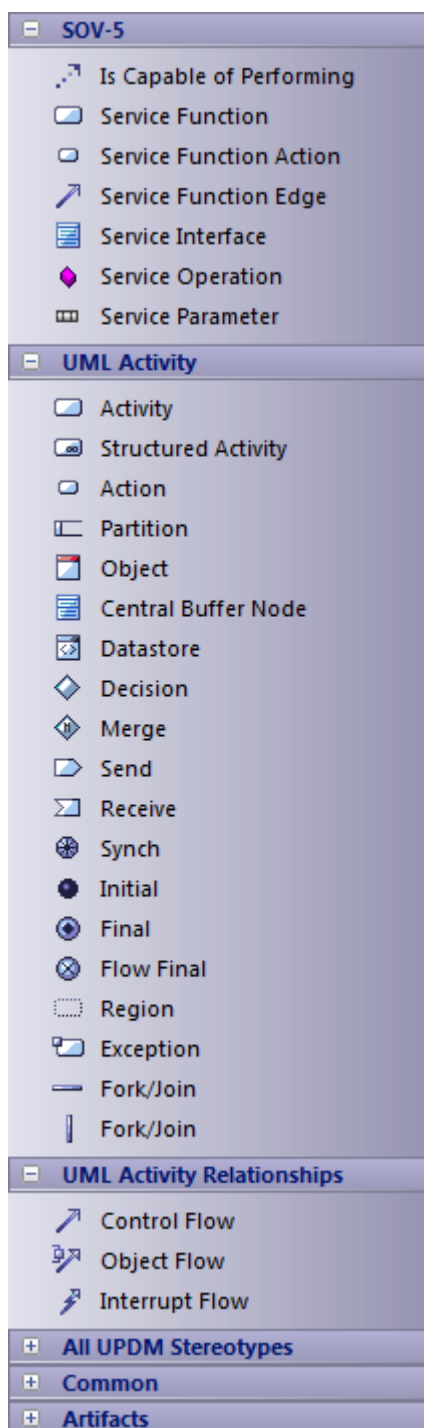 SOV-5
Is Capable of Performing
Service Function
Service Function Action
Service Function Edge
Service Interface
Service Operation
Service Parameter
UML Activity
Activity
Structured Activity
Action
Partition
Object
Central Buffer Node
Datastore
Decision
Merge
Send
Receive
Synch
Initial
Final
Flow Final
Region
Exception
Fork/Join
Fork/Join
UML Activity Relationships
Control Flow
Object Flow
Interrupt Flow
All UPDM Stereotypes
Common
Artifacts